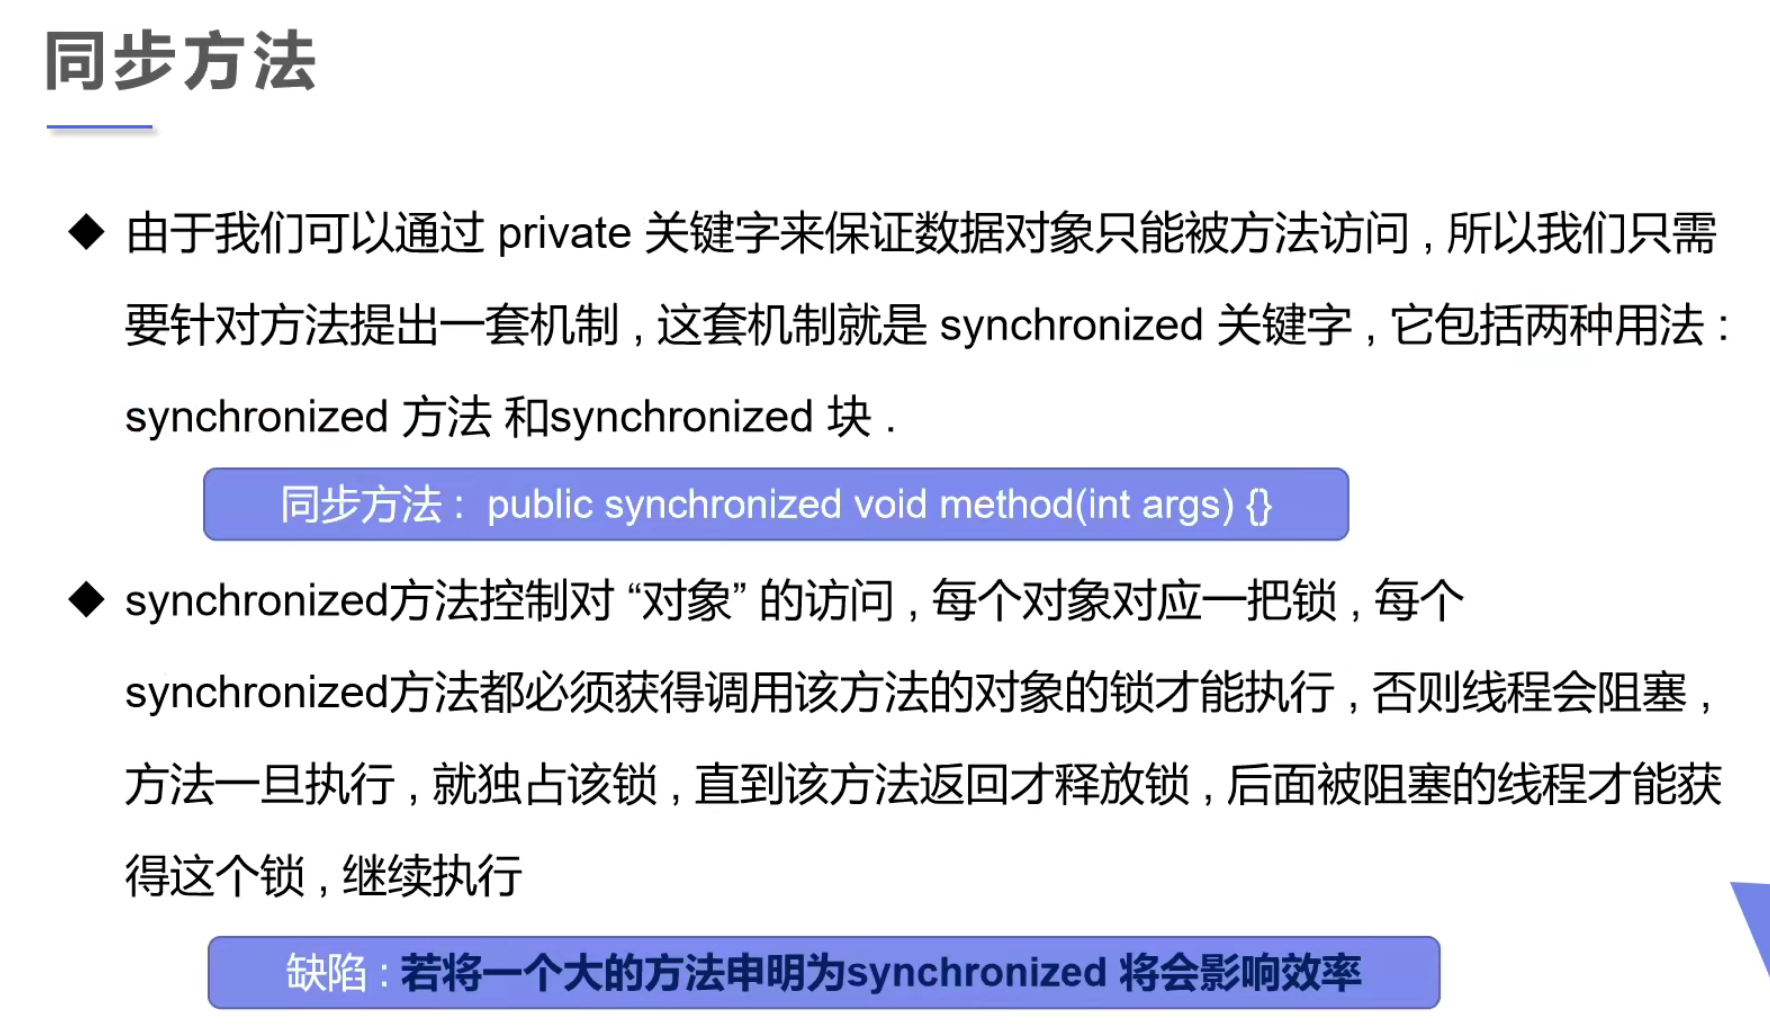 同步方法
由于我们可以通过 private 关键字来保证数据对象只能被方法访问 , 所以我们只需
要针对方法提出一套机制 , 这套机制就是 synchronized 关键字 , 它包括两种用法 :
synchronized 方法 和synchronized 块 .
同步方法 : public synchronized void method(int args) {}
synchronized方法控制对 “对象” 的访问 , 每个对象对应一把锁 , 每个
synchronized方法都必须获得调用该方法的对象的锁才能执行 , 否则线程会阻塞 ,
方法一旦执行 , 就独占该锁 , 直到该方法返回才释放锁 , 后面被阻塞的线程才能获
得这个锁 , 继续执行
缺陷 : 若将一个大的方法申明为synchronized 将会影响效率